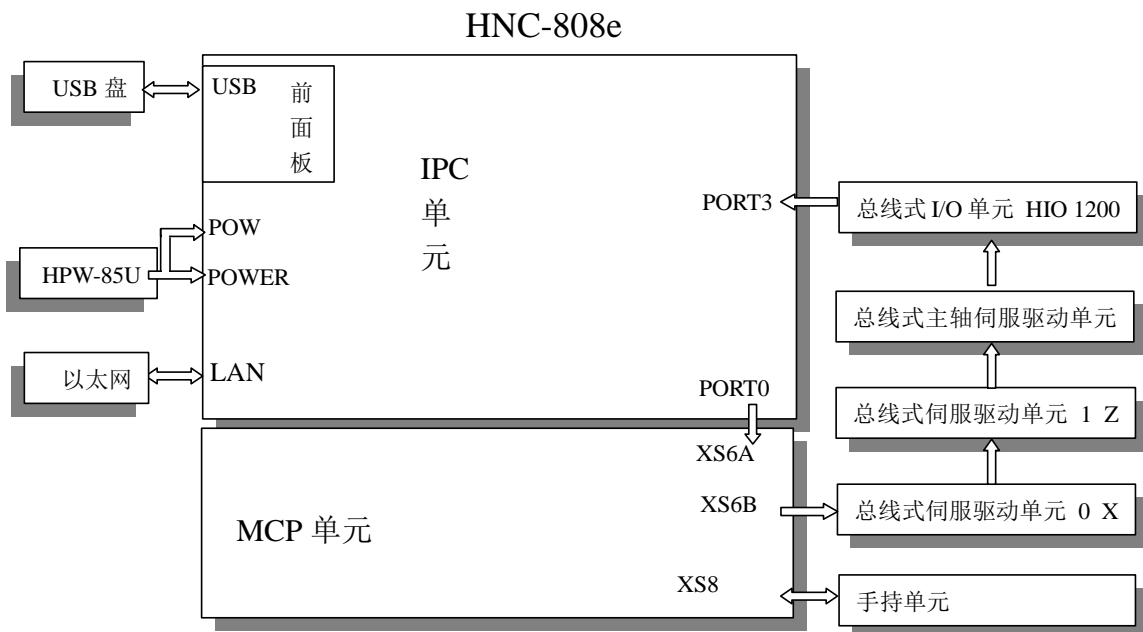 HNC-808e
USB 盘
USB
前
面
板
IPC
单
元
PORT3
总线式 I/O 单元 HIO 1200
POW
HPW-85U
POWER
总线式主轴伺服驱动单元
以太网
LAN
PORT0
总线式伺服驱动单元 1 Z
XS6A
XS6B
总线式伺服驱动单元 0 X
MCP 单元
XS8
手持单元